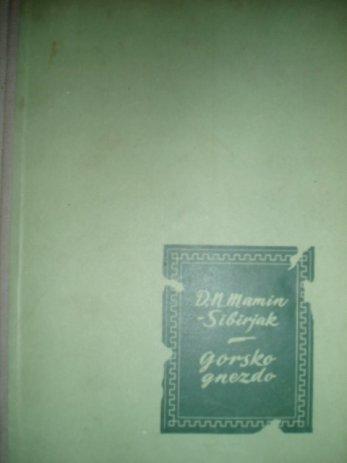 D. N. Mamin
-Sibirjak
–
gorsko
gnezdo